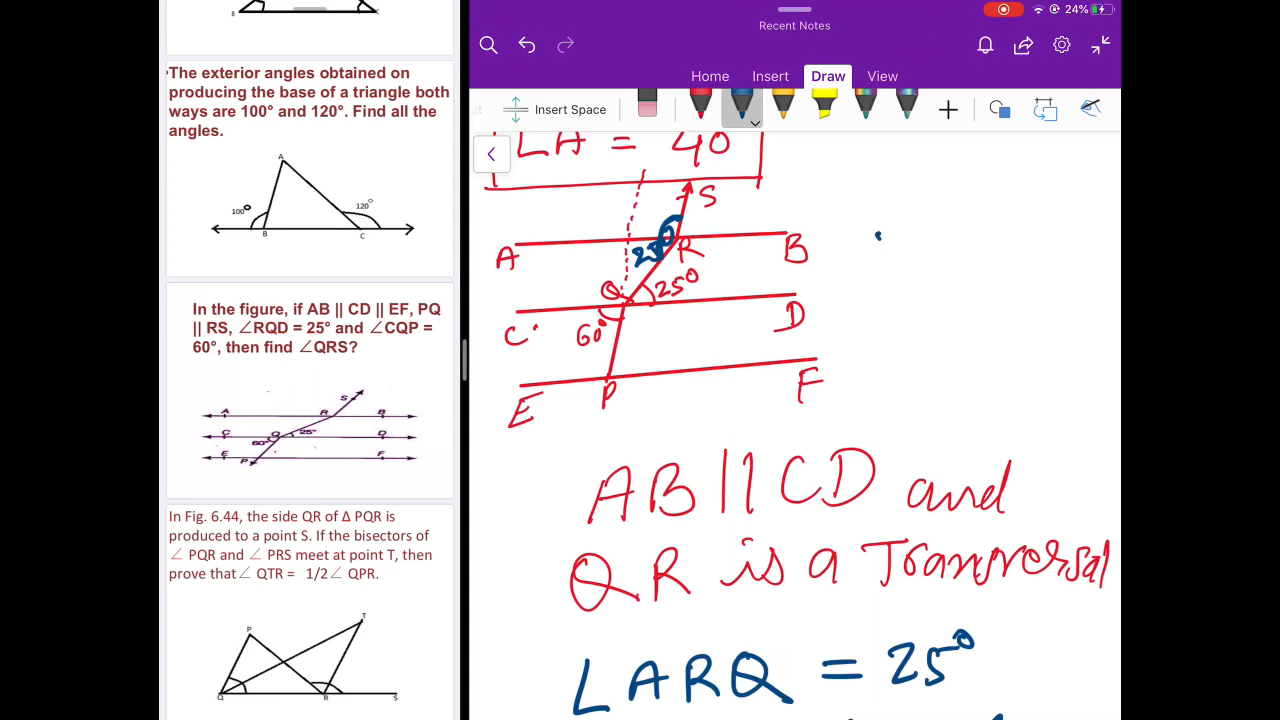 B
C
The exterior angles obtained on
producing the base of a triangle both
ways are 100° and 120°. Find all the
angles.
A
100°
120°
B
C
In the figure, if AB || CD || EF, PQ
|| RS, ∠RQD = 25° and ∠CQP =
60°, then find ∠QRS?
S
A
R
B
C
Q
25°
D
60°
E
P
F
In Fig. 6.44, the side QR of Δ PQR is
produced to a point S. If the bisectors of
∠ PQR and ∠ PRS meet at point T, then
prove that ∠ QTR = 1/2∠ QPR.
P
T
Q
R
S
24%
Recent Notes
Home Insert Draw View
Insert Space
∠A = 40
S
A
25°
R
B
Q
25°
C
60°
D
E
P
F
AB || CD and
QR is a Tranversal
∠ARQ = 25°